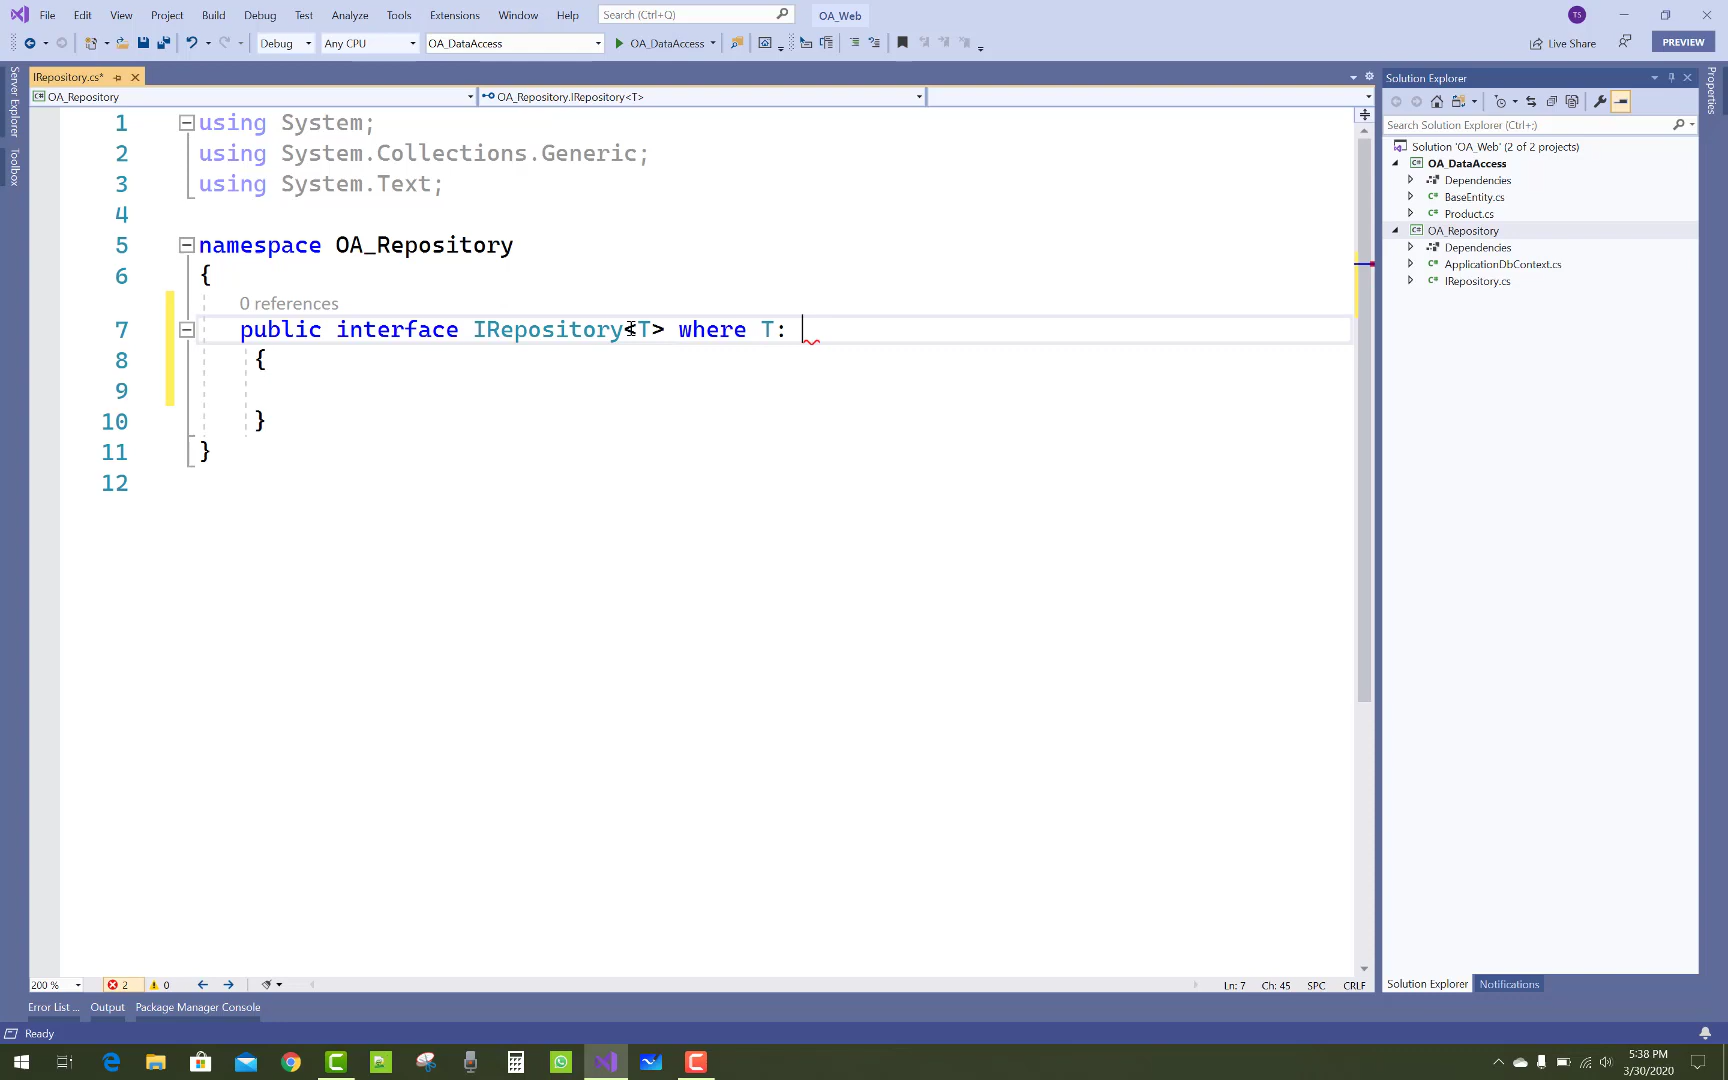 File Edit View Project Build Debug Test Analyze Tools Extensions Window Help Search (Ctrl+Q) OA_Web TS
Debug Any CPU OA_DataAccess OA_DataAccess Live Share PREVIEW
IRepository.cs* Solution Explorer
OA_Repository OA_Repository.IRepository<T>
Server Explorer
Toolbox
Properties
1 using System;
2 using System.Collections.Generic;
3 using System.Text;
4
5 namespace OA_Repository
6 {
0 references
7 public interface IRepository<T> where T:
8 {
9
10 }
11 }
12
Search Solution Explorer (Ctrl+;)
Solution 'OA_Web' (2 of 2 projects)
OA_DataAccess
Dependencies
BaseEntity.cs
Product.cs
OA_Repository
Dependencies
ApplicationDbContext.cs
IRepository.cs
200 % 2 0 Ln: 7 Ch: 45 SPC CRLF
Solution Explorer Notifications
Error List ... Output Package Manager Console
Ready
5:38 PM
3/30/2020